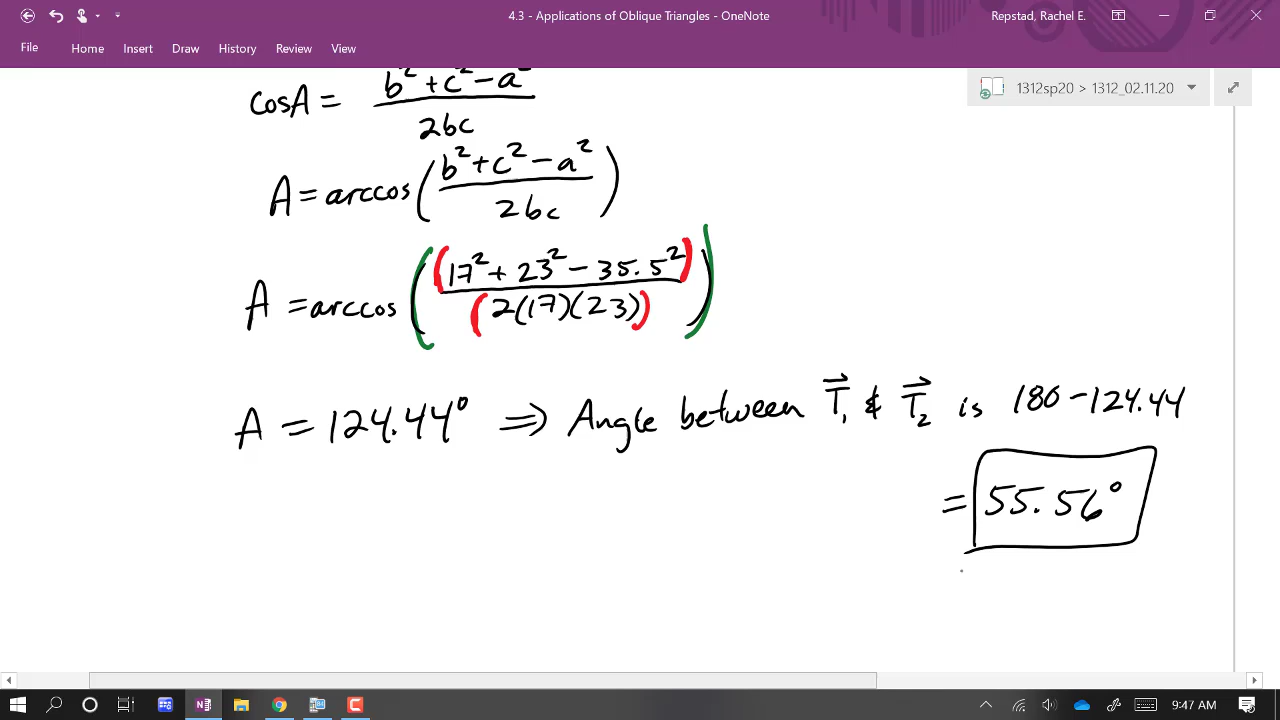 4.3 - Applications of Oblique Triangles - OneNote
Repstad, Rachel E.
File Home Insert Draw History Review View
1312sp20 > 1312_02.11.20
cosA = b²+c²-a² / 2bc
A = arccos(b²+c²-a² / 2bc)
A = arccos((17²+23²-35.5²) / (2(17)(23)))
A = 124.44° ⇒ Angle between T⃗₁ & T⃗₂ is 180-124.44
= 55.56°
9:47 AM